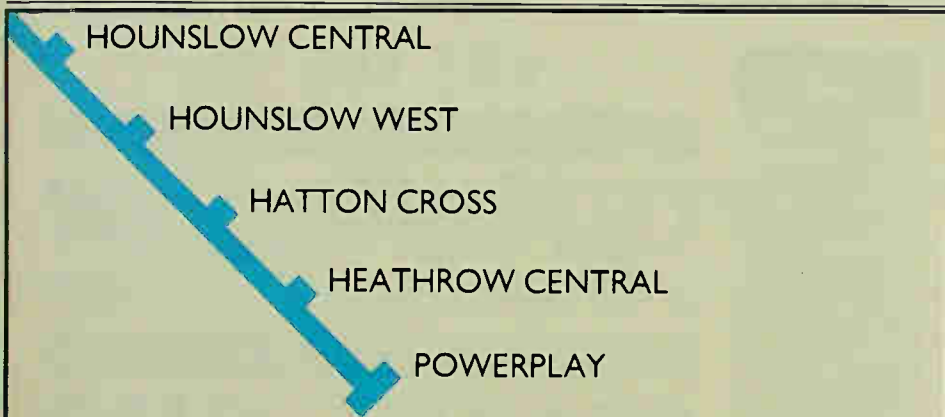 HOUNSLOW CENTRAL
HOUNSLOW WEST
HATTON CROSS
HEATHROW CENTRAL
POWERPLAY